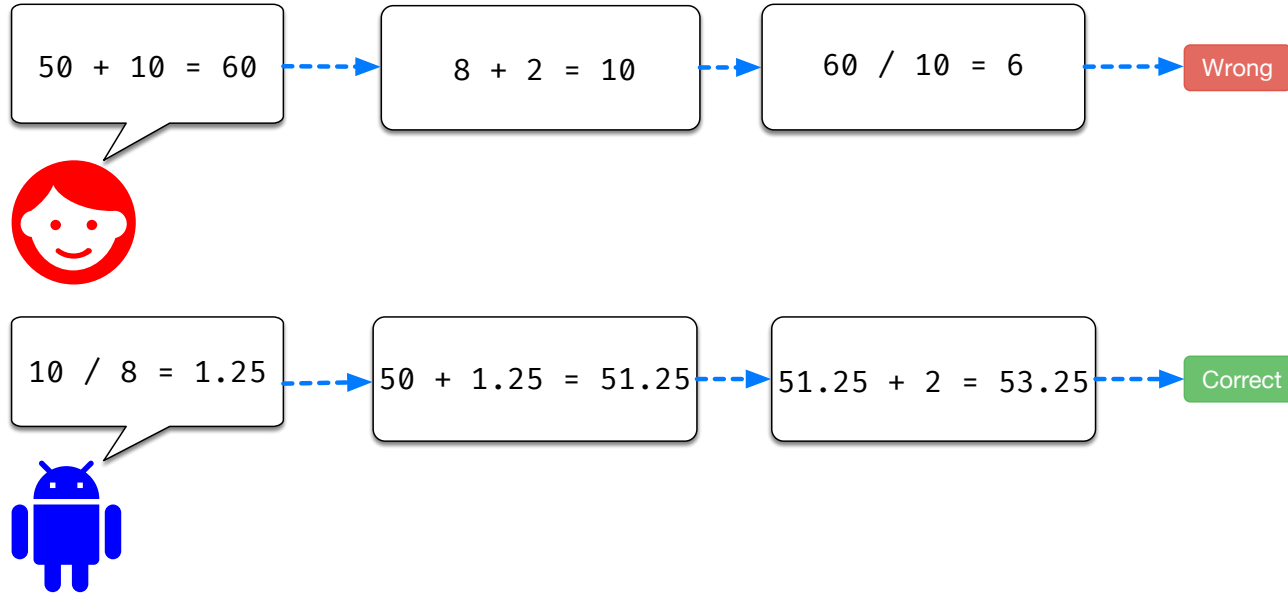 50 + 10 = 60
8 + 2 = 10
60 / 10 = 6
Wrong
10 / 8 = 1.25
50 + 1.25 = 51.25
51.25 + 2 = 53.25
Correct